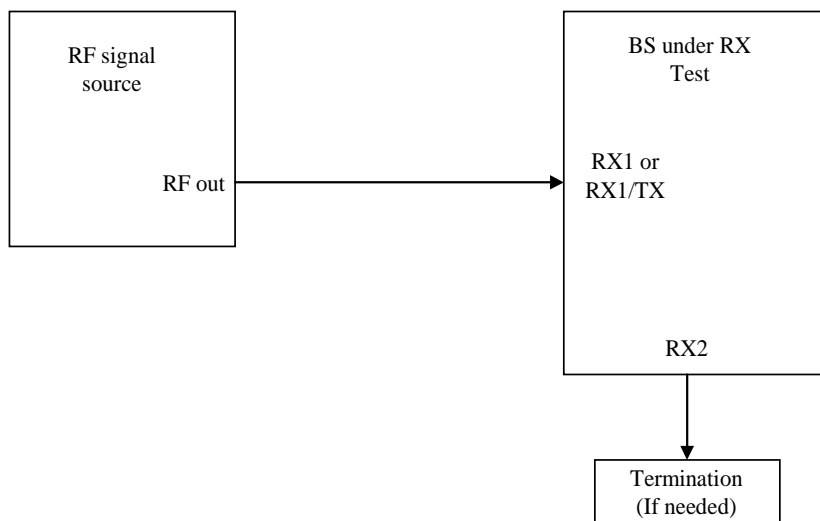 RF signal
source
RF out
BS under RX
Test
RX1 or
RX1/TX
RX2
Termination
(If needed)